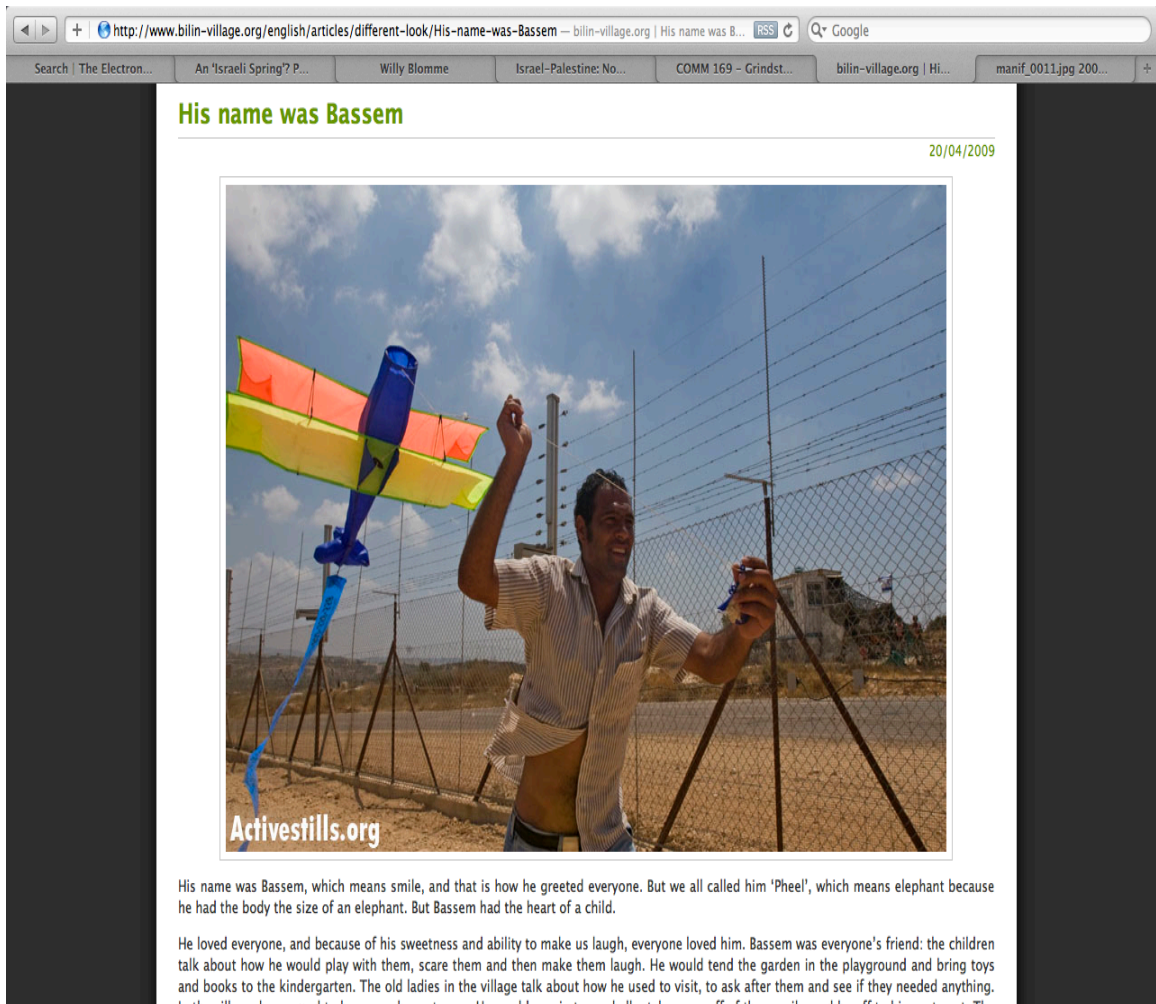 http://www.bilin-village.org/english/articles/different-look/His-name-was-Bassem — bilin-village.org | His name was B... RSS Google
Search | The Electron... An 'Israeli Spring'? P... Willy Blomme Israel-Palestine: No... COMM 169 – Grindst... bilin-village.org | Hi... manif_0011.jpg 200...
His name was Bassem
20/04/2009
Activestills.org
His name was Bassem, which means smile, and that is how he greeted everyone. But we all called him 'Pheel', which means elephant because
he had the body the size of an elephant. But Bassem had the heart of a child.
He loved everyone, and because of his sweetness and ability to make us laugh, everyone loved him. Bassem was everyone's friend: the children
talk about how he would play with them, scare them and then make them laugh. He would tend the garden in the playground and bring toys
and books to the kindergarten. The old ladies in the village talk about how he used to visit, to ask after them and see if they needed anything.